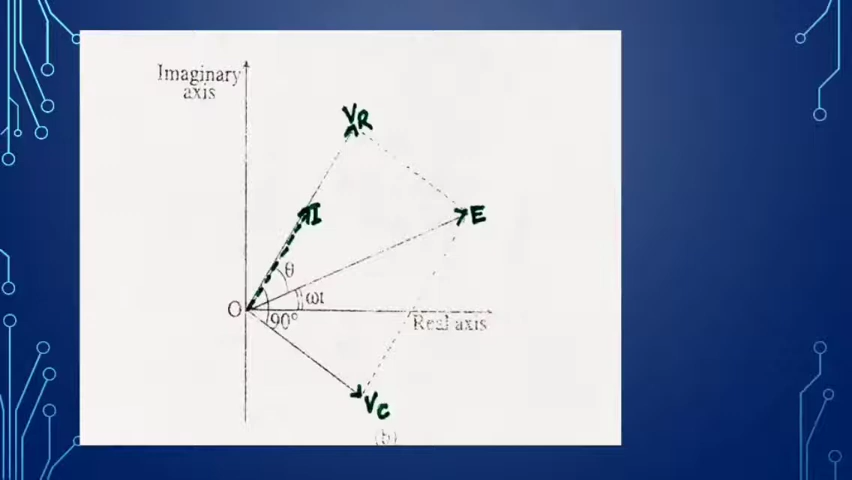 Imaginary
axis
VR
I
E
θ
ωt
O
90°
Real axis
VC
(b)